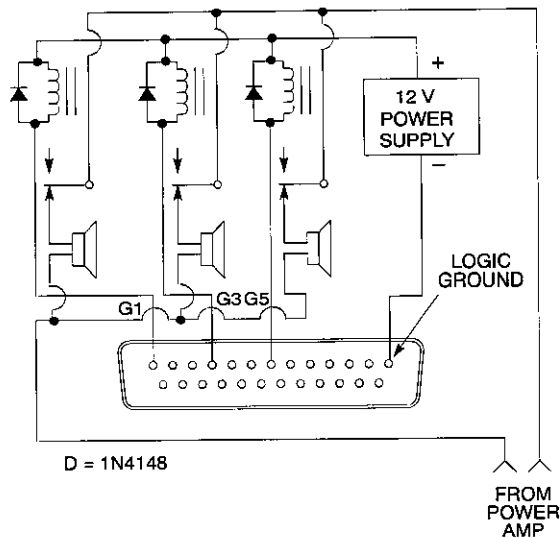 +
12 V
POWER
SUPPLY
−
LOGIC
GROUND
G1
G3 G5
D = 1N4148
FROM
POWER
AMP